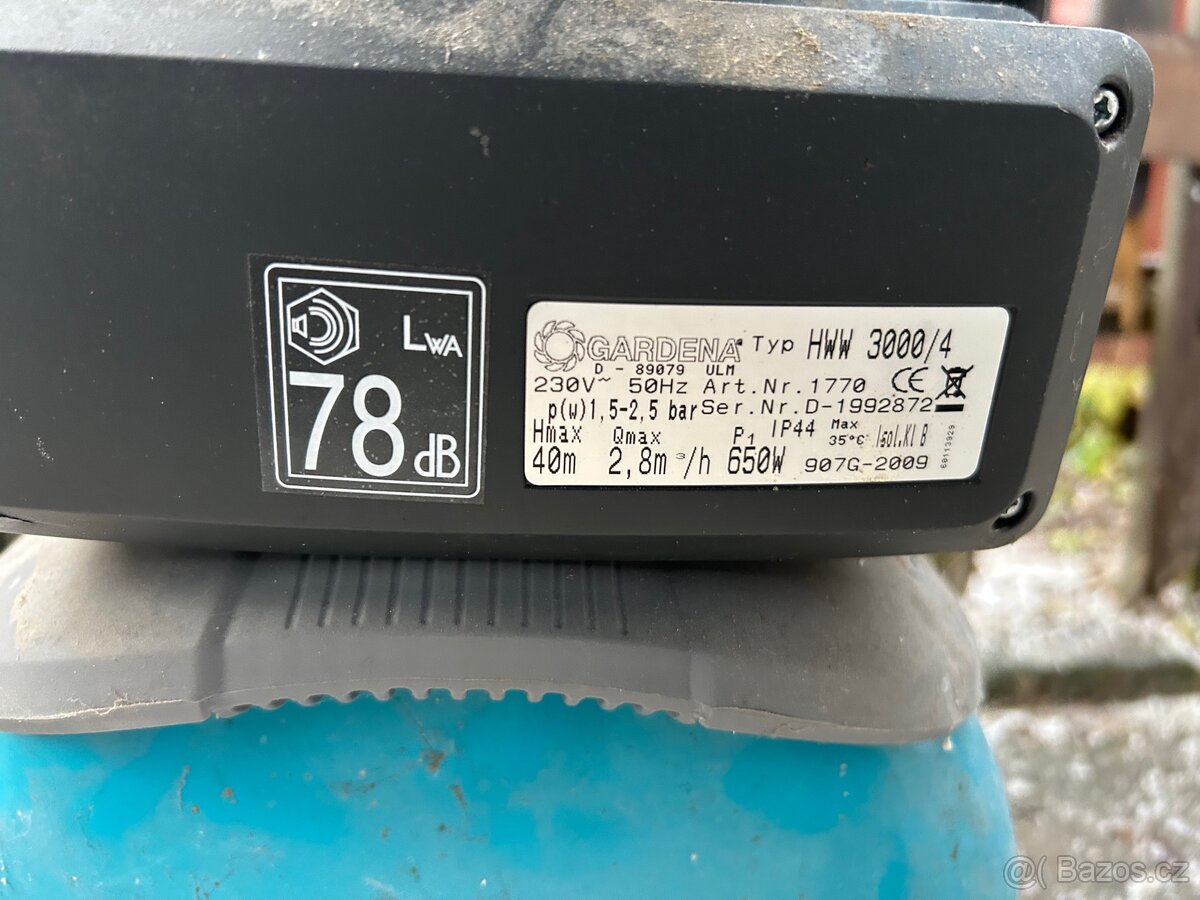 LWA
78 dB
GARDENA Typ HWW 3000/4
D - 89079 ULM
230V~ 50Hz Art.Nr.1770 CE
p(w)1,5-2,5 bar Ser.Nr.D-1992872
Hmax Qmax P1 IP44 Max 35°C Isol.Kl B
40m 2,8m³/h 650W 907G-2009
60113929
@( Bazos.cz